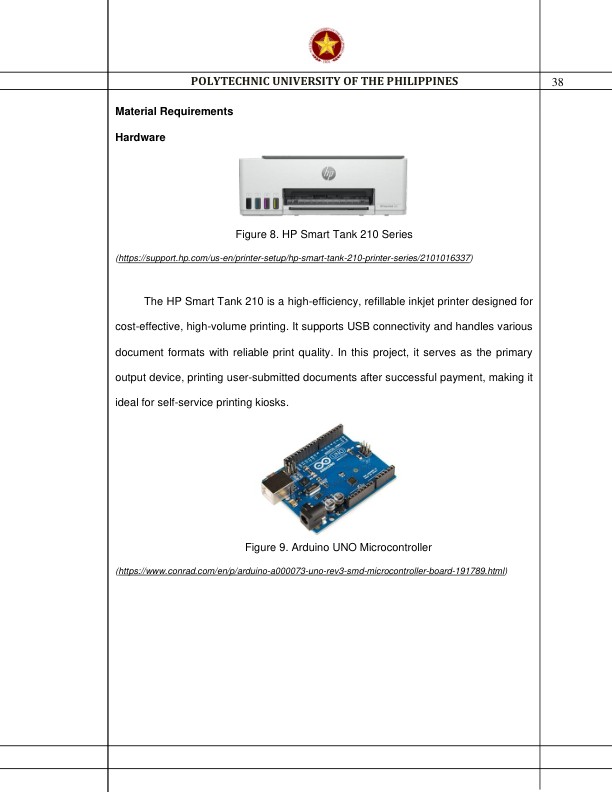 POLYTECHNIC UNIVERSITY OF THE PHILIPPINES
38
Material Requirements
Hardware
hp
Figure 8. HP Smart Tank 210 Series
(https://support.hp.com/us-en/printer-setup/hp-smart-tank-210-printer-series/2101016337)
The HP Smart Tank 210 is a high-efficiency, refillable inkjet printer designed for
cost-effective, high-volume printing. It supports USB connectivity and handles various
document formats with reliable print quality. In this project, it serves as the primary
output device, printing user-submitted documents after successful payment, making it
ideal for self-service printing kiosks.
UNO
Figure 9. Arduino UNO Microcontroller
(https://www.conrad.com/en/p/arduino-a000073-uno-rev3-smd-microcontroller-board-191789.html)